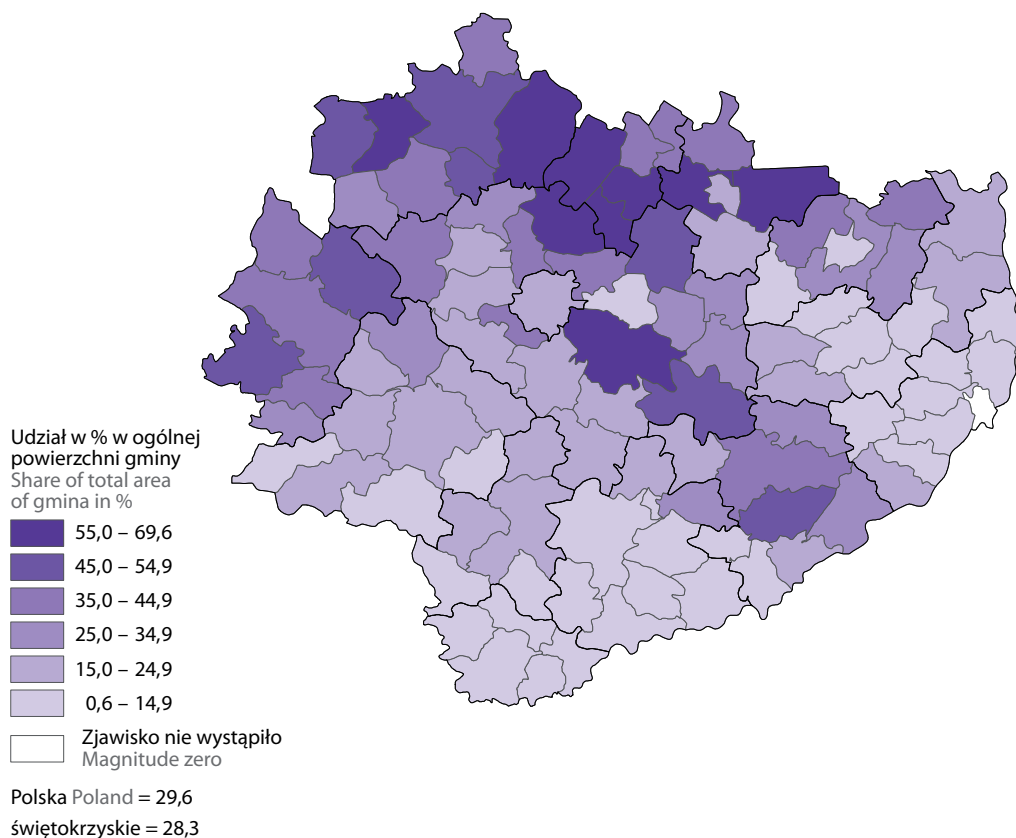 Udział w % w ogólnej
powierzchni gminy
Share of total area
of gmina in %
55,0 – 69,6
45,0 – 54,9
35,0 – 44,9
25,0 – 34,9
15,0 – 24,9
0,6 – 14,9
Zjawisko nie wystąpiło
Magnitude zero
Polska Poland = 29,6
świętokrzyskie = 28,3